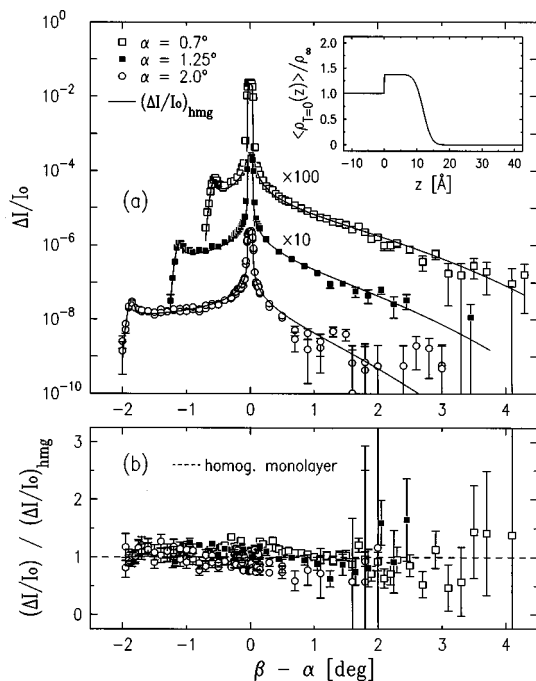 10⁰
10⁻²
10⁻⁴
10⁻⁶
10⁻⁸
10⁻¹⁰
ΔI/I₀
□ α = 0.7°
■ α = 1.25°
○ α = 2.0°
— (ΔI/I₀)hmg
(a)
×100
×10
<ρT=0(z)>/ρ∞
2.0
1.5
1.0
0.5
0.0
−10 0 10 20 30 40
z [Å]
−2 −1 0 1 2 3 4
(b)
---- homog. monolayer
(ΔI/I₀) / (ΔI/I₀)hmg
3
2
1
0
−2 −1 0 1 2 3 4
β − α [deg]